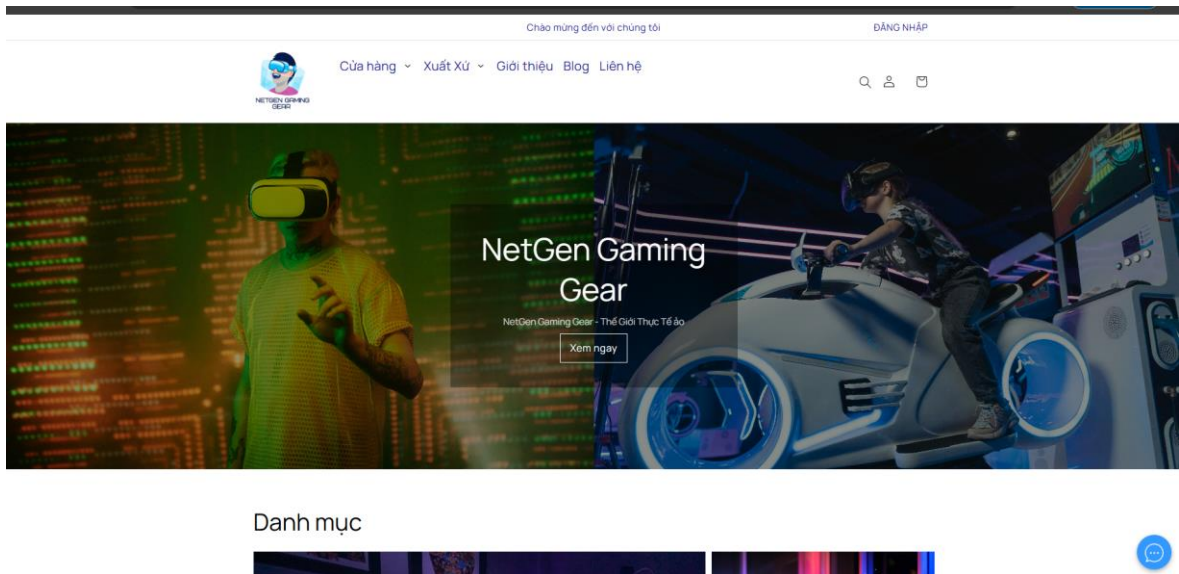 Chào mừng đến với chúng tôi
ĐĂNG NHẬP
Cửa hàng Xuất Xứ Giới thiệu Blog Liên hệ
NETGEN GAMING
GEAR
NetGen Gaming
Gear
NetGen Gaming Gear - Thế Giới Thực Tế ảo
Xem ngay
Danh mục